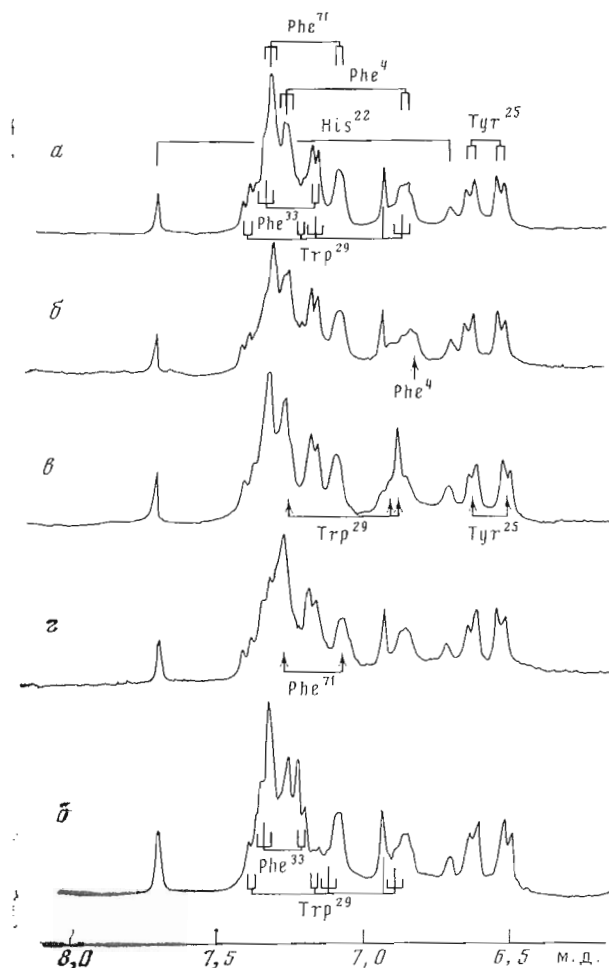 Phe⁷¹
Phe⁴
His²²
Tyr²⁵
а
Phe³³
Trp²⁹
б
Phe⁴
в
Trp²⁹ Tyr²⁵
г
Phe⁷¹
д
Phe³³
Trp²⁹
8,0 7,5 7,0 6,5 м.д.